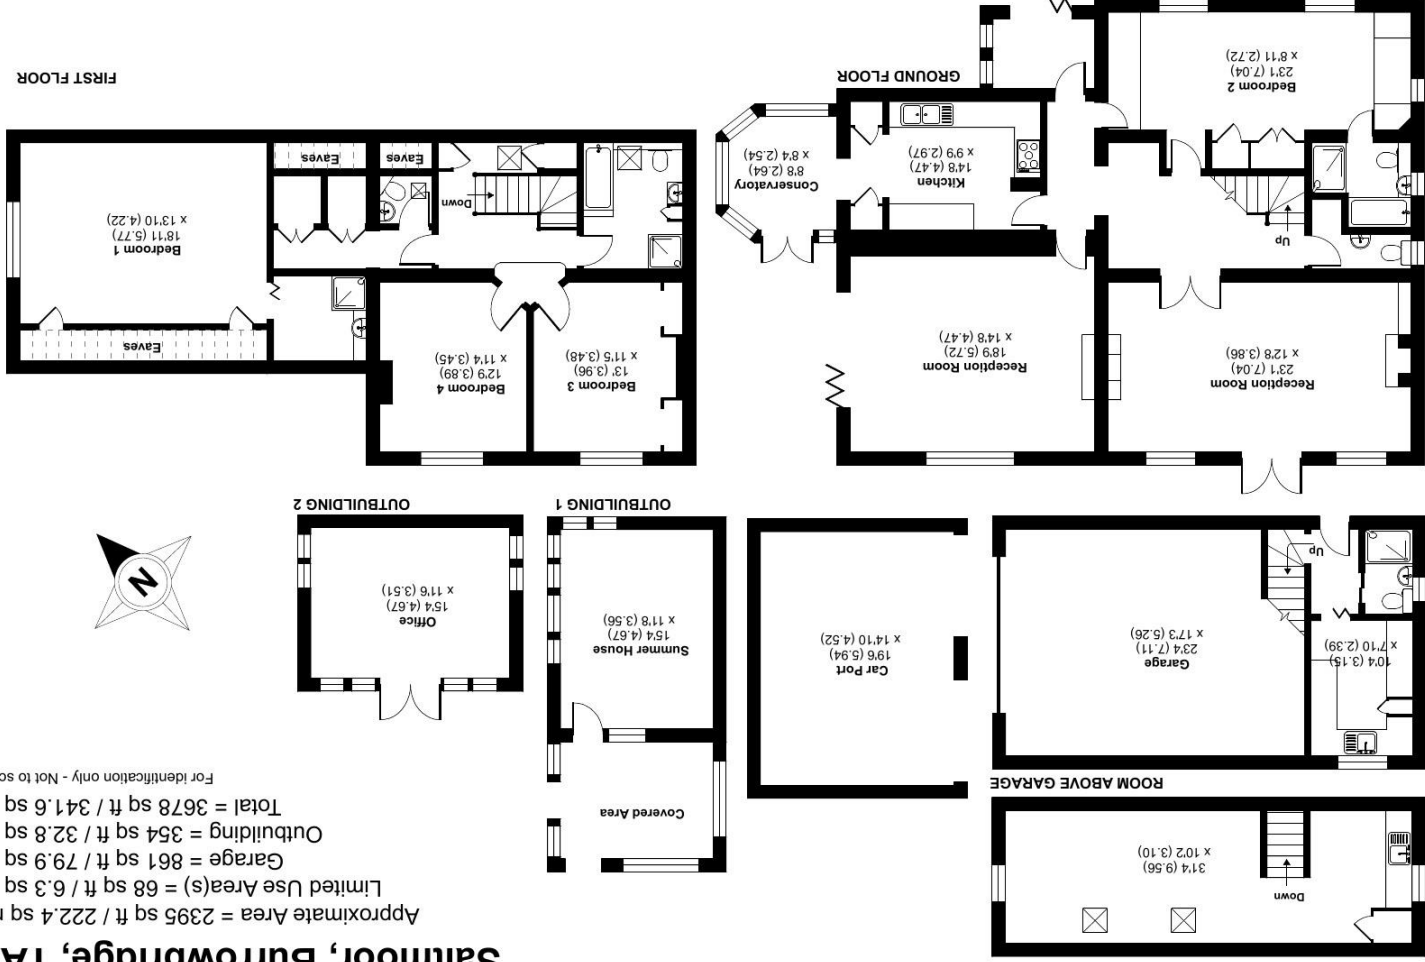 Saltmoor, Burrowbridge, TA
Approximate Area = 2395 sq ft / 222.4 sq m
Limited Use Area(s) = 68 sq ft / 6.3 sq
Garage = 861 sq ft / 79.9 sq
Outbuilding = 354 sq ft / 32.8 sq
Total = 3678 sq ft / 341.6 sq
For identification only - Not to sc
Down
31'4 (9.56)
x 10'2 (3.10)
ROOM ABOVE GARAGE
10'4 (3.15)
x 7'10 (2.39)
Up
Garage
23'4 (7.11)
x 17'3 (5.26)
Car Port
19'6 (5.94)
x 14'10 (4.52)
Covered Area
Summer House
15'4 (4.67)
x 11'8 (3.56)
OUTBUILDING 1
Office
15'4 (4.67)
x 11'6 (3.51)
OUTBUILDING 2
N
Reception Room
23'1 (7.04)
x 12'8 (3.86)
Reception Room
18'9 (5.72)
x 14'8 (4.47)
Up
Kitchen
14'8 (4.47)
x 9'9 (2.97)
Conservatory
8'8 (2.64)
x 8'4 (2.54)
Bedroom 2
23'1 (7.04)
x 8'11 (2.72)
GROUND FLOOR
Bedroom 3
13' (3.96)
x 11'5 (3.48)
Bedroom 4
12'9 (3.89)
x 11'4 (3.45)
Eaves
Bedroom 1
18'11 (5.77)
x 13'10 (4.22)
Down
Eaves
Eaves
FIRST FLOOR